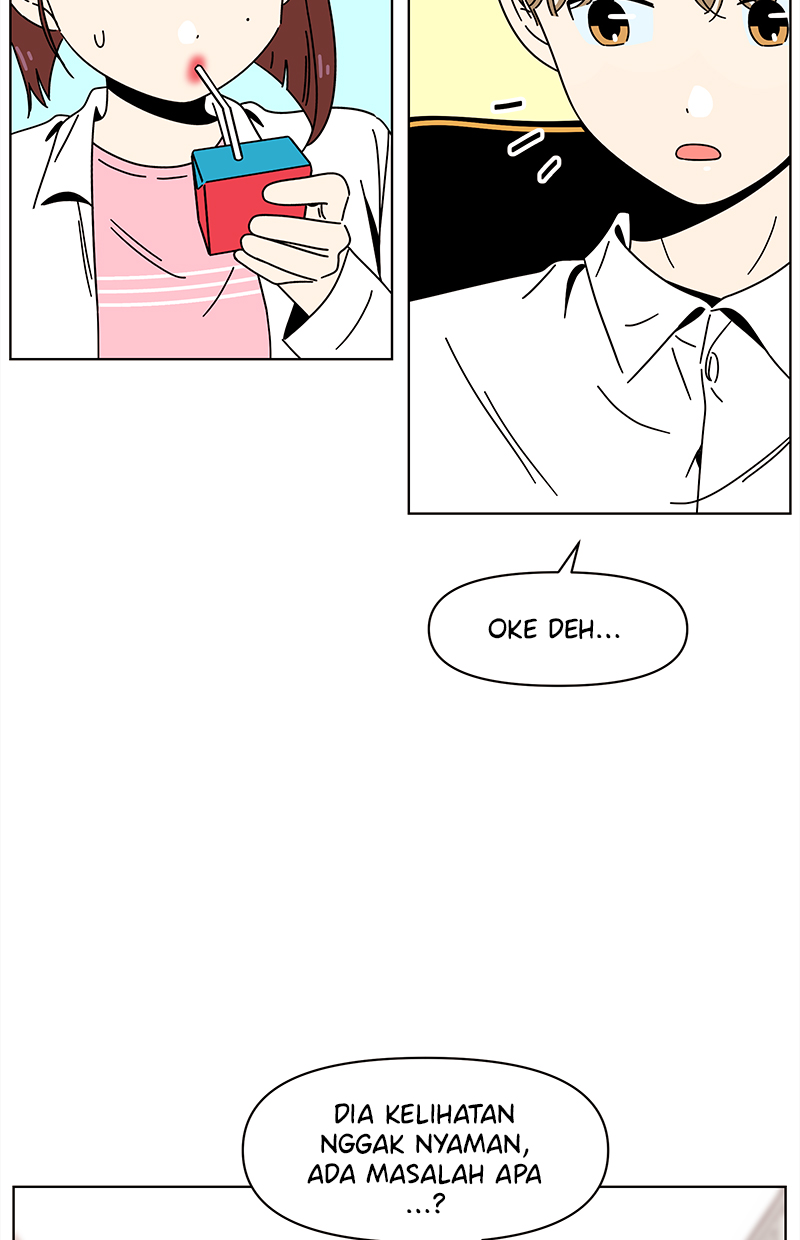 OKE DEH...
DIA KELIHATAN
NGGAK NYAMAN,
ADA MASALAH APA
...?